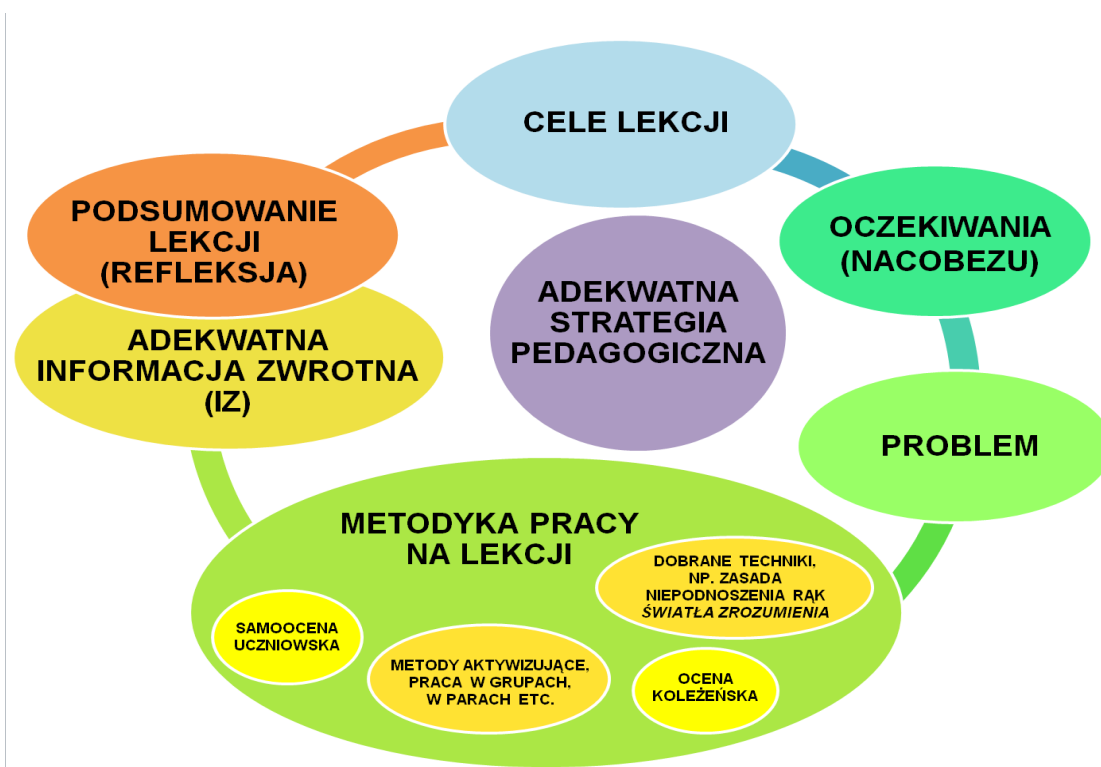 CELE LEKCJI
OCZEKIWANIA
(NACOBEZU)
PROBLEM
METODYKA PRACY
NA LEKCJI
DOBRANE TECHNIKI,
NP. ZASADA
NIEPODNOSZENIA RĄK
ŚWIATŁA ZROZUMIENIA
OCENA
KOLEŻEŃSKA
METODY AKTYWIZUJĄCE,
PRACA W GRUPACH,
W PARACH ETC.
SAMOOCENA
UCZNIOWSKA
ADEKWATNA
INFORMACJA ZWROTNA
(IZ)
PODSUMOWANIE
LEKCJI
(REFLEKSJA)
ADEKWATNA
STRATEGIA
PEDAGOGICZNA